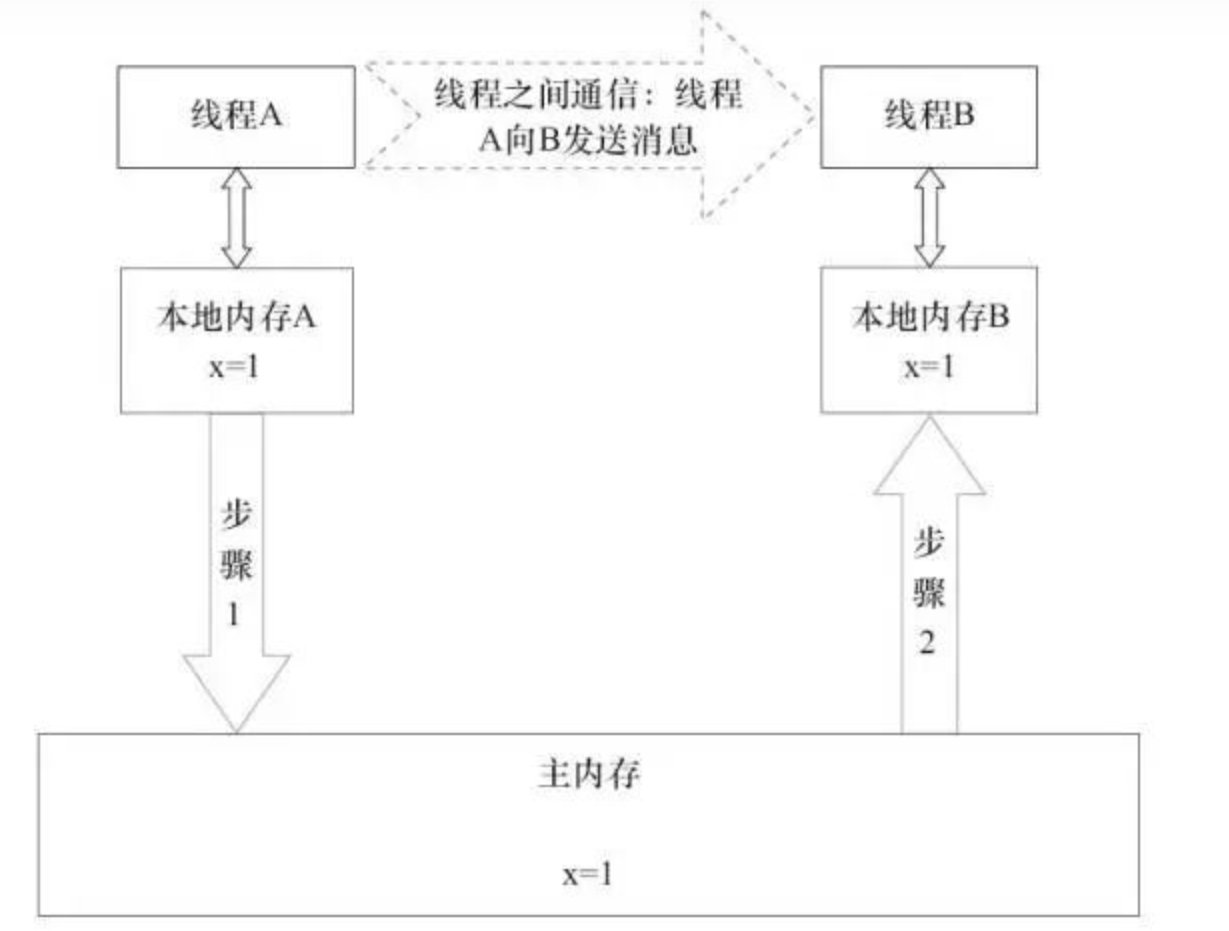 线程A
线程之间通信：线程
A向B发送消息
线程B
本地内存A
x=1
本地内存B
x=1
步
骤
1
步
骤
2
主内存
x=1